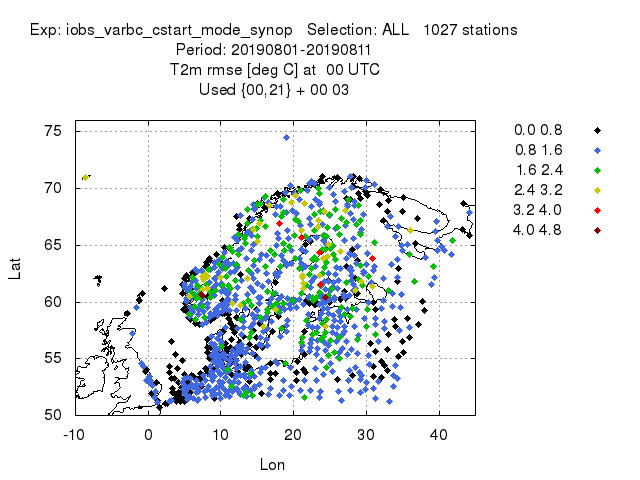 Exp: iobs_varbc_cstart_mode_synop   Selection: ALL   1027 stations
Period: 20190801-20190811
T2m rmse [deg C] at  00 UTC
Used {00,21} + 00 03
75
70
65
60
55
50
Lat
-10 0 10 20 30 40
Lon
0.0 0.8
0.8 1.6
1.6 2.4
2.4 3.2
3.2 4.0
4.0 4.8